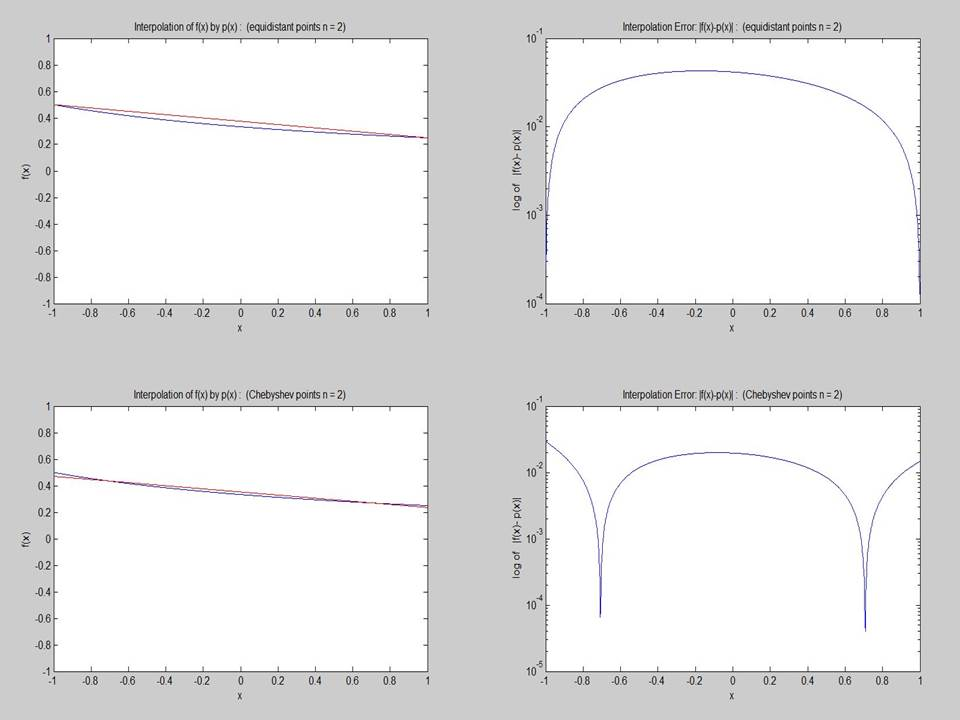 Interpolation of f(x) by p(x) : (equidistant points n = 2)
1
0.8
0.6
0.4
0.2
0
-0.2
-0.4
-0.6
-0.8
-1
f(x)
-1 -0.8 -0.6 -0.4 -0.2 0 0.2 0.4 0.6 0.8 1
x
Interpolation Error: |f(x)-p(x)| : (equidistant points n = 2)
10^-1
10^-2
10^-3
10^-4
log of |f(x)- p(x)|
-1 -0.8 -0.6 -0.4 -0.2 0 0.2 0.4 0.6 0.8 1
x
Interpolation of f(x) by p(x) : (Chebyshev points n = 2)
1
0.8
0.6
0.4
0.2
0
-0.2
-0.4
-0.6
-0.8
-1
f(x)
-1 -0.8 -0.6 -0.4 -0.2 0 0.2 0.4 0.6 0.8 1
x
Interpolation Error: |f(x)-p(x)| : (Chebyshev points n = 2)
10^-1
10^-2
10^-3
10^-4
10^-5
log of |f(x)- p(x)|
-1 -0.8 -0.6 -0.4 -0.2 0 0.2 0.4 0.6 0.8 1
x